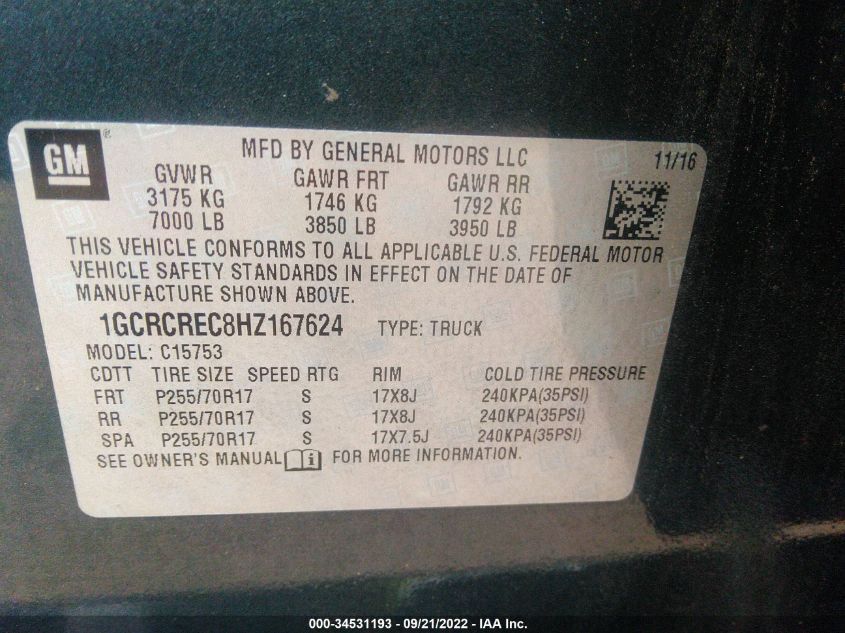 GM ®
MFD BY GENERAL MOTORS LLC 11/16
GVWR GAWR FRT GAWR RR
3175 KG 1746 KG 1792 KG
7000 LB 3850 LB 3950 LB
THIS VEHICLE CONFORMS TO ALL APPLICABLE U.S. FEDERAL MOTOR
VEHICLE SAFETY STANDARDS IN EFFECT ON THE DATE OF
MANUFACTURE SHOWN ABOVE.
1GCRCREC8HZ167624 TYPE: TRUCK
MODEL: C15753
CDTT TIRE SIZE SPEED RTG RIM COLD TIRE PRESSURE
FRT P255/70R17 S 17X8J 240KPA(35PSI)
RR P255/70R17 S 17X8J 240KPA(35PSI)
SPA P255/70R17 S 17X7.5J 240KPA(35PSI)
SEE OWNER'S MANUAL i FOR MORE INFORMATION.
000-34531193 - 09/21/2022 - IAA Inc.